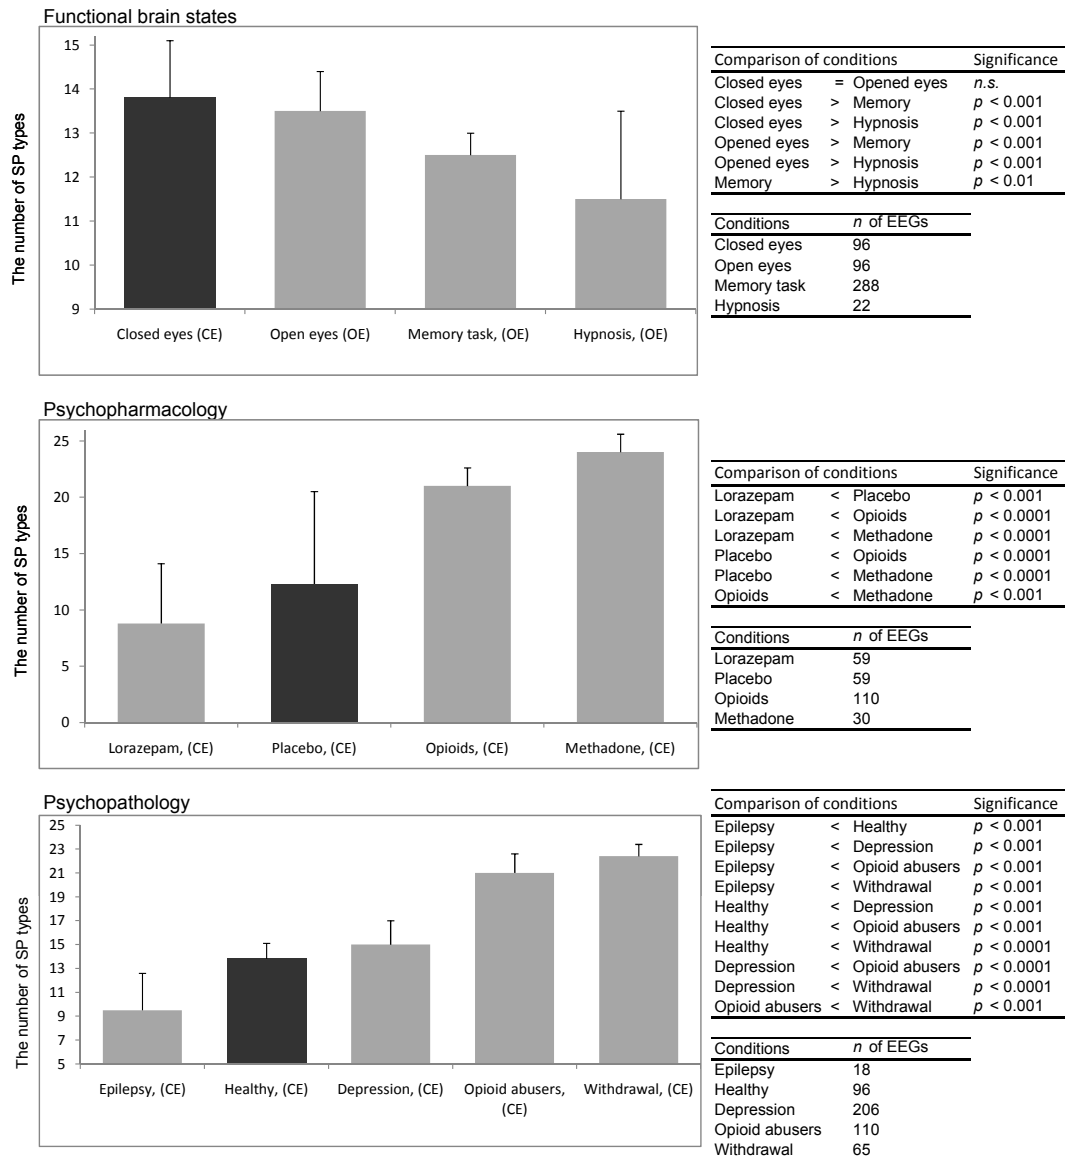 Functional brain states
The number of SP types
15
14
13
12
11
10
9
Closed eyes (CE) Open eyes (OE) Memory task, (OE) Hypnosis, (OE)
Comparison of conditions Significance
Closed eyes = Opened eyes n.s.
Closed eyes > Memory p < 0.001
Closed eyes > Hypnosis p < 0.001
Opened eyes > Memory p < 0.001
Opened eyes > Hypnosis p < 0.001
Memory > Hypnosis p < 0.01
Conditions n of EEGs
Closed eyes 96
Open eyes 96
Memory task 288
Hypnosis 22
Psychopharmacology
The number of SP types
25
20
15
10
5
0
Lorazepam, (CE) Placebo, (CE) Opioids, (CE) Methadone, (CE)
Comparison of conditions Significance
Lorazepam < Placebo p < 0.001
Lorazepam < Opioids p < 0.0001
Lorazepam < Methadone p < 0.0001
Placebo < Opioids p < 0.0001
Placebo < Methadone p < 0.0001
Opioids < Methadone p < 0.001
Conditions n of EEGs
Lorazepam 59
Placebo 59
Opioids 110
Methadone 30
Psychopathology
The number of SP types
25
23
21
19
17
15
13
11
9
7
5
Epilepsy, (CE) Healthy, (CE) Depression, (CE) Opioid abusers, (CE) Withdrawal, (CE)
Comparison of conditions Significance
Epilepsy < Healthy p < 0.001
Epilepsy < Depression p < 0.001
Epilepsy < Opioid abusers p < 0.001
Epilepsy < Withdrawal p < 0.001
Healthy < Depression p < 0.001
Healthy < Opioid abusers p < 0.001
Healthy < Withdrawal p < 0.0001
Depression < Opioid abusers p < 0.0001
Depression < Withdrawal p < 0.0001
Opioid abusers < Withdrawal p < 0.001
Conditions n of EEGs
Epilepsy 18
Healthy 96
Depression 206
Opioid abusers 110
Withdrawal 65